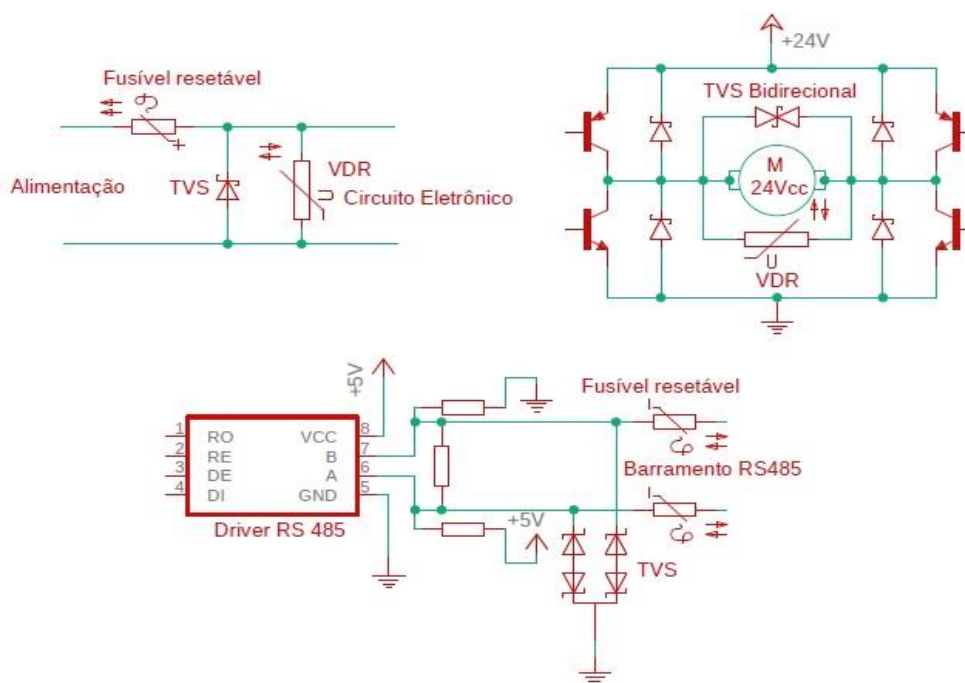 Fusível resetável
Alimentação
TVS
VDR
Circuito Eletrônico
+24V
TVS Bidirecional
M
24Vcc
VDR
+5V
1 RO VCC 8
2 RE B 7
3 DE A 6
4 DI GND 5
Driver RS 485
+5V
Fusível resetável
Barramento RS485
TVS